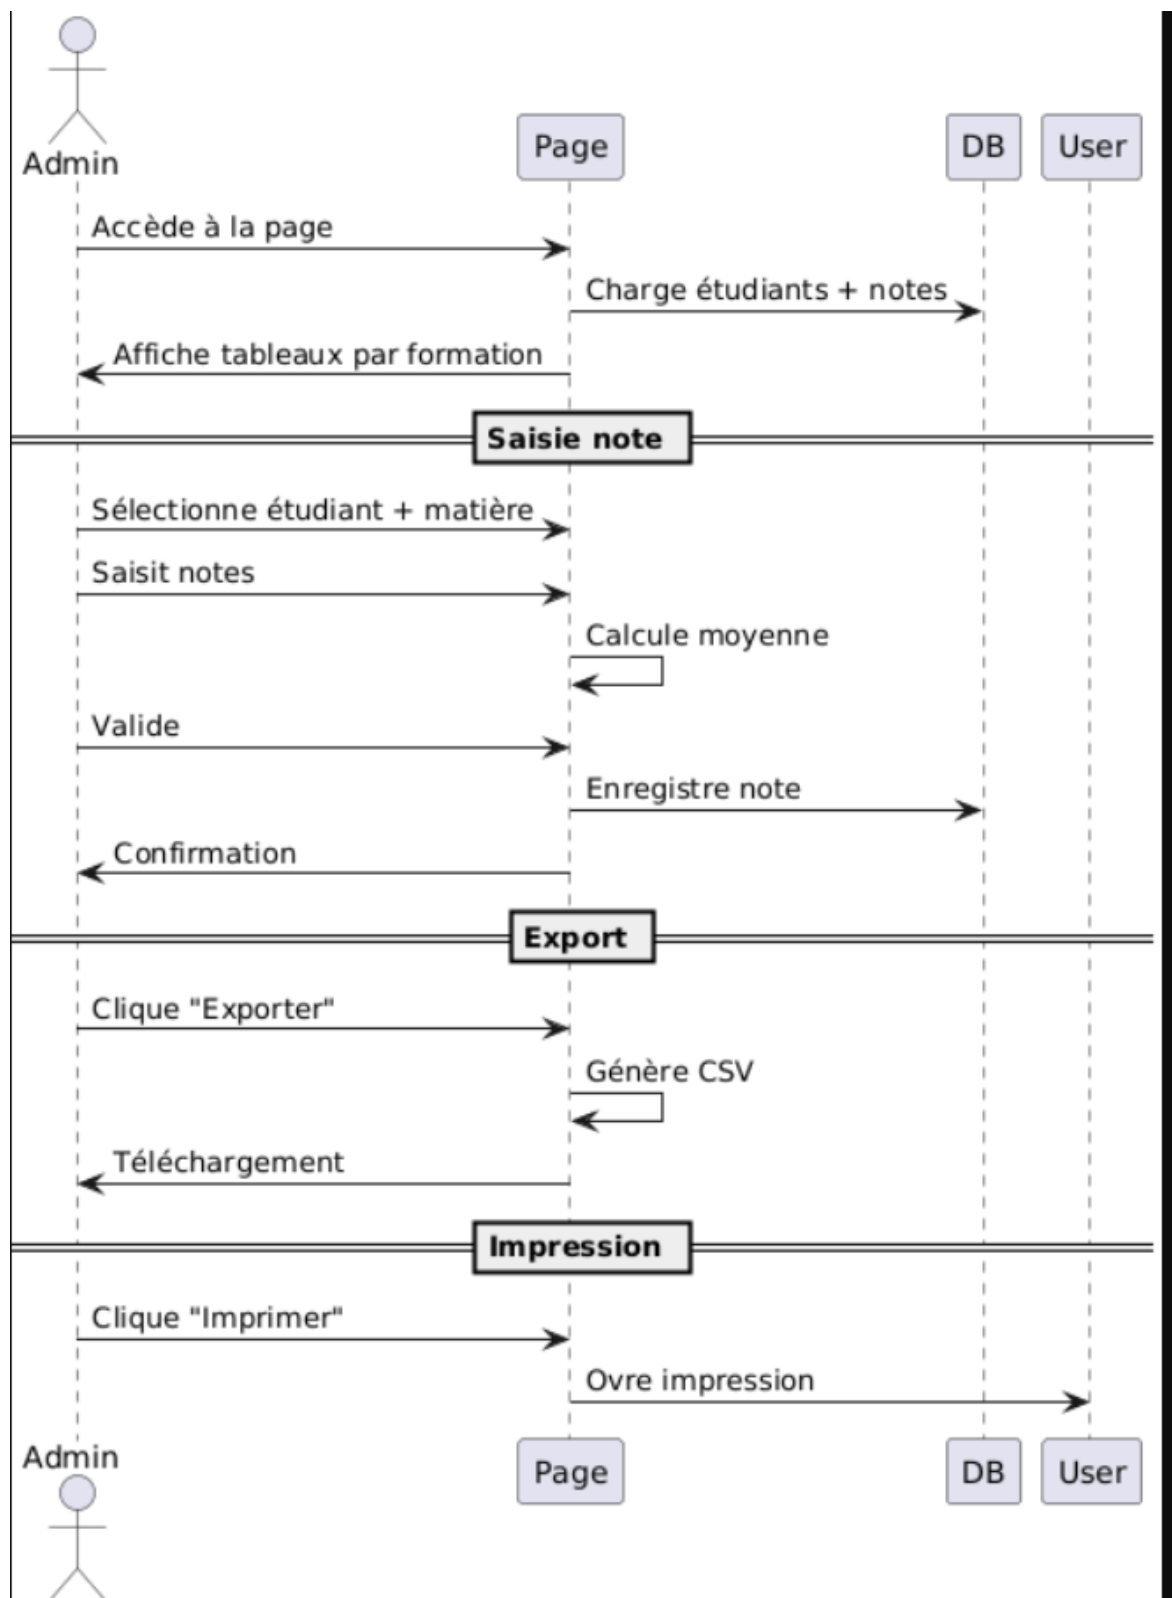 Admin
Page
DB
User
Accède à la page
Charge étudiants + notes
Affiche tableaux par formation
Saisie note
Sélectionne étudiant + matière
Saisit notes
Calcule moyenne
Valide
Enregistre note
Confirmation
Export
Clique "Exporter"
Génère CSV
Téléchargement
Impression
Clique "Imprimer"
Ovre impression
Admin
Page
DB
User